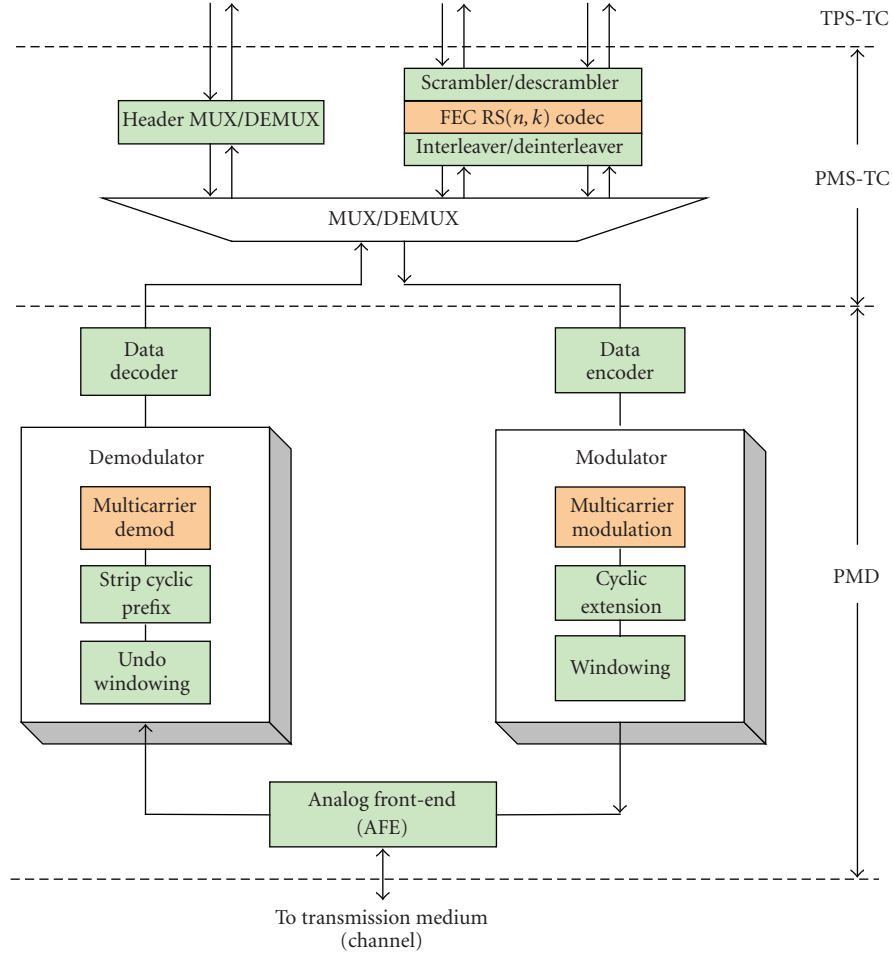 TPS-TC
Scrambler/descrambler
Header MUX/DEMUX
FEC RS(n, k) codec
Interleaver/deinterleaver
PMS-TC
MUX/DEMUX
Data
decoder
Data
encoder
Demodulator
Modulator
Multicarrier
demod
Multicarrier
modulation
PMD
Strip cyclic
prefix
Cyclic
extension
Undo
windowing
Windowing
Analog front-end
(AFE)
To transmission medium
(channel)